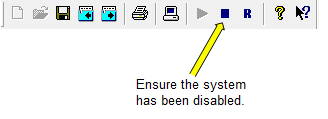 R ? ?
Ensure the system
has been disabled.